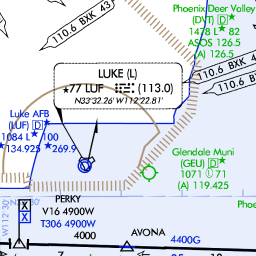 110.6 BXK 43
Phoenix Deer Valley
(DVT) D
1478 L 82
ASOS 126.5
(A) 126.5
110.6 BXK
LUKE (L)
77 LUF (113.0)
N33°32.26' W112°22.81'
Luke AFB
(LUF) D
1084 L 100
134.925 269.9
Glendale Muni
(GEU) D
1071 71
(A) 119.425
W112°30'
PERKY
V16 4900W
T306 4900W
4000
AVONA
4400G
Phoe
X
X